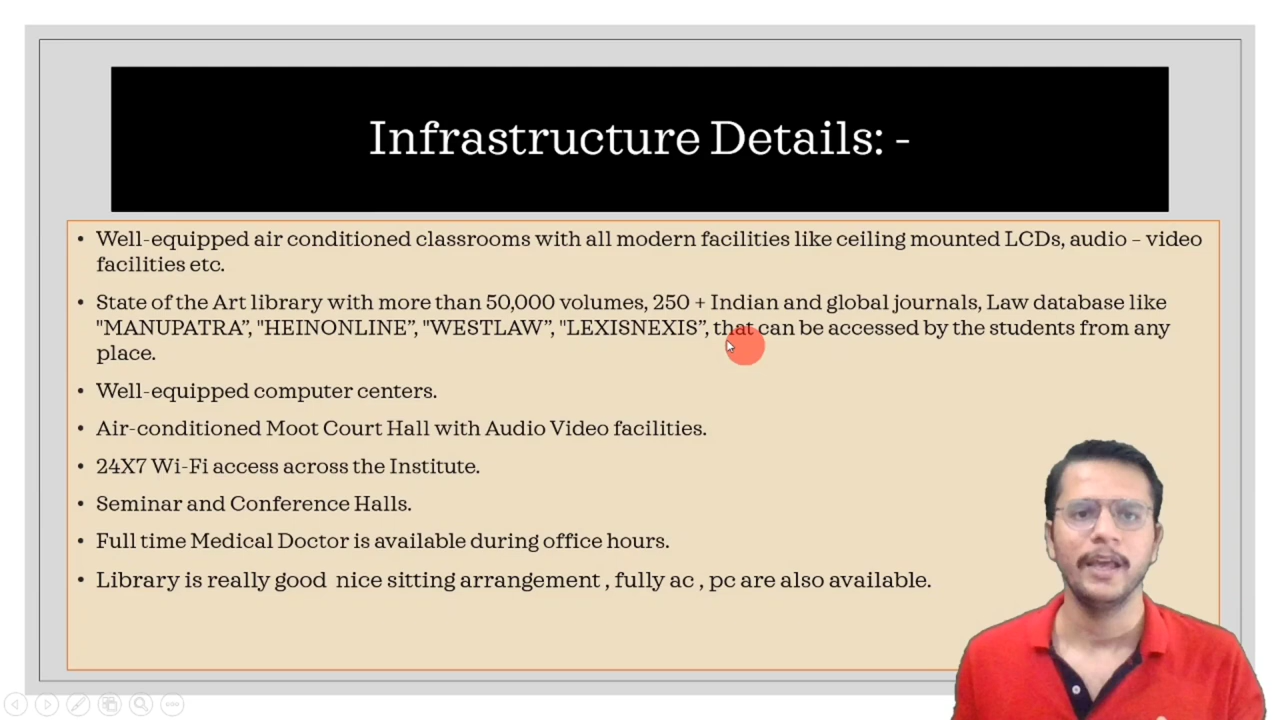 Infrastructure Details: -
• Well-equipped air conditioned classrooms with all modern facilities like ceiling mounted LCDs, audio – video
facilities etc.
• State of the Art library with more than 50,000 volumes, 250 + Indian and global journals, Law database like
"MANUPATRA”, "HEINONLINE”, "WESTLAW”, "LEXISNEXIS”, that can be accessed by the students from any
place.
• Well-equipped computer centers.
• Air-conditioned Moot Court Hall with Audio Video facilities.
• 24X7 Wi-Fi access across the Institute.
• Seminar and Conference Halls.
• Full time Medical Doctor is available during office hours.
• Library is really good  nice sitting arrangement , fully ac , pc are also available.